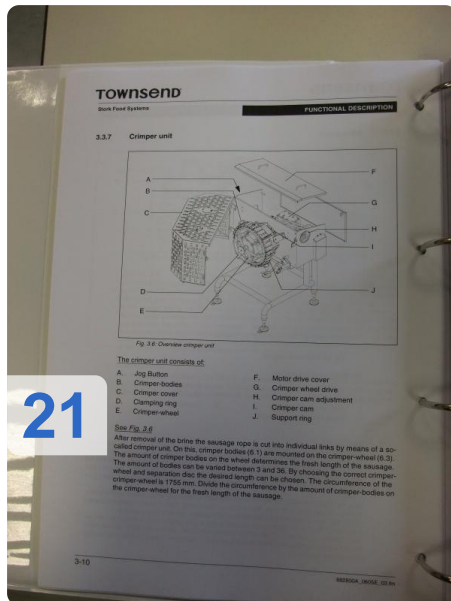 TOWNSEND
Stork Food Systems
FUNCTIONAL DESCRIPTION
3.3.7 Crimper unit
A
B
C
D
E
F
G
H
I
J
Fig. 3.6: Overview crimper unit
The crimper unit consists of:
A. Jog Button
B. Crimper-bodies
C. Crimper cover
D. Clamping ring
E. Crimper-wheel
F. Motor drive cover
G. Crimper wheel drive
H. Crimper cam adjustment
I. Crimper cam
J. Support ring
See Fig. 3.6
After removal of the brine the sausage rope is cut into individual links by means of a so-
called crimper unit. On this, crimper bodies (6.1) are mounted on the crimper-wheel (6.3).
The amount of crimper bodies on the wheel determines the fresh length of the sausage.
The amount of bodies can be varied between 3 and 36. By choosing the correct crimper-
wheel and separation disc the desired length can be chosen. The circumference of the
crimper-wheel is 1755 mm. Divide the circumference by the amount of crimper-bodies on
the crimper-wheel for the fresh length of the sausage.
3-10
21